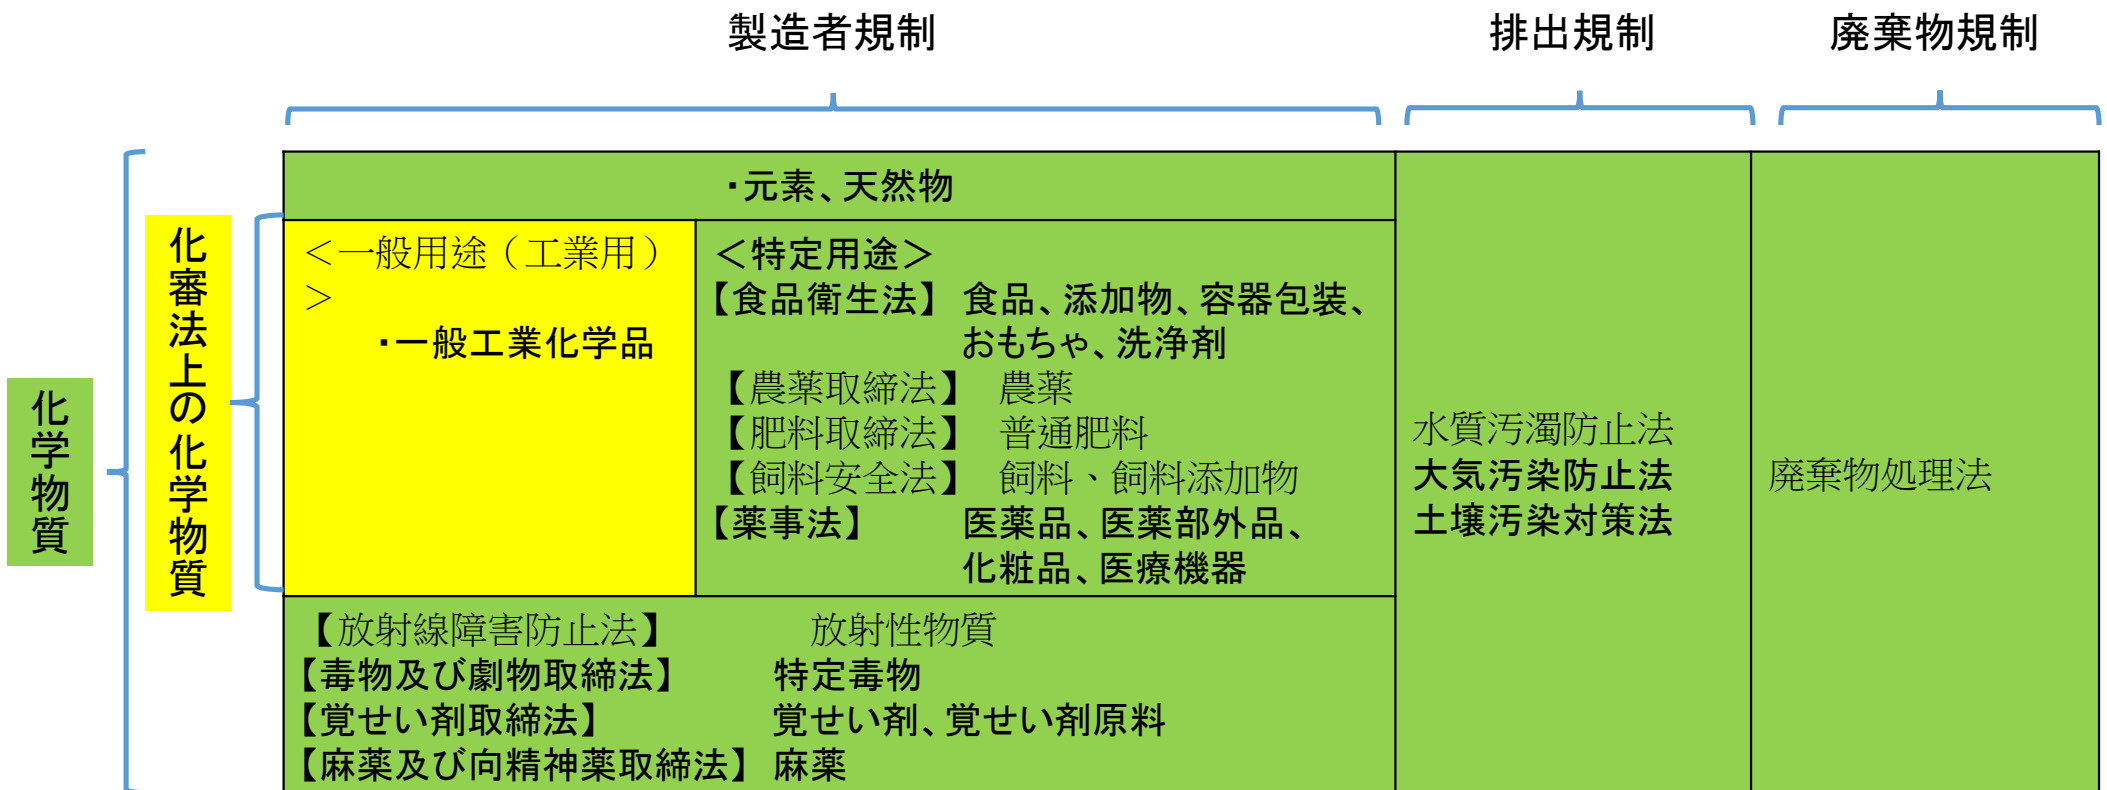 製造者規制
排出規制
廃棄物規制
化学物質
化審法上の化学物質
・元素、天然物
＜一般用途（工業用）
＞
・一般工業化学品
＜特定用途＞
【食品衛生法】 食品、添加物、容器包装、
おもちゃ、洗浄剤
【農薬取締法】 農薬
【肥料取締法】 普通肥料
【飼料安全法】 飼料、飼料添加物
【薬事法】 医薬品、医薬部外品、
化粧品、医療機器
【放射線障害防止法】 放射性物質
【毒物及び劇物取締法】 特定毒物
【覚せい剤取締法】 覚せい剤、覚せい剤原料
【麻薬及び向精神薬取締法】 麻薬
水質汚濁防止法
大気汚染防止法
土壌汚染対策法
廃棄物処理法